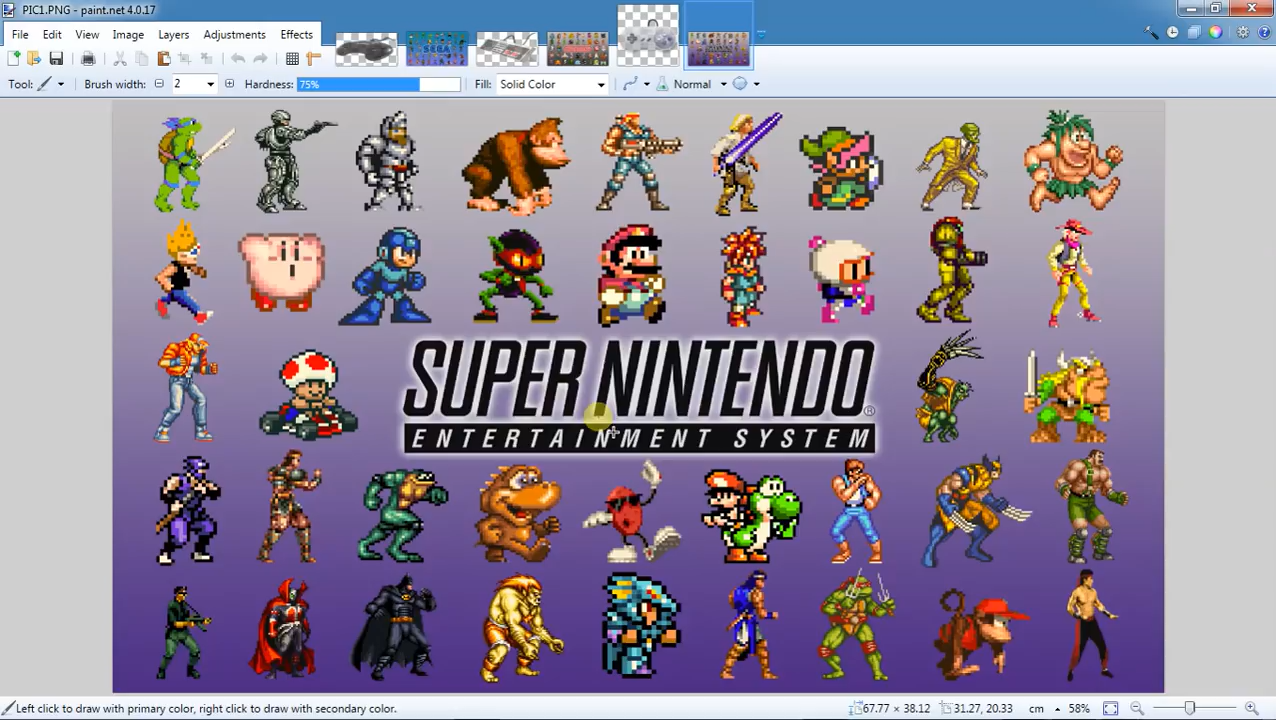 PIC1.PNG - paint.net 4.0.17
File Edit View Image Layers Adjustments Effects
Tool: Brush width: 2 Hardness: 75% Fill: Solid Color Normal
SEGA
SUPER NINTENDO ®
ENTERTAINMENT SYSTEM
Left click to draw with primary color, right click to draw with secondary color. 67.77 × 38.12 31.27, 20.33 cm 58%